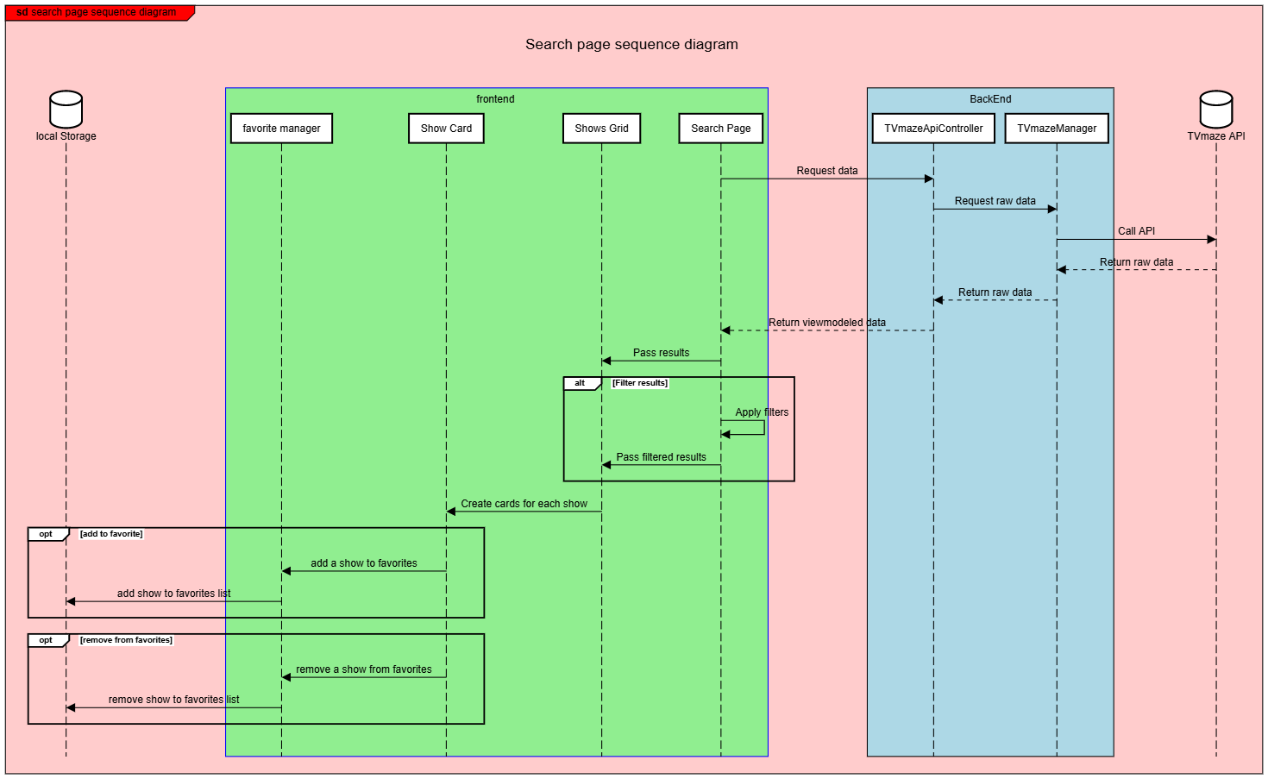 sd search page sequence diagram
Search page sequence diagram
frontend
BackEnd
local Storage
favorite manager
Show Card
Shows Grid
Search Page
TVmazeApiController
TVmazeManager
TVmaze API
Request data
Request raw data
Call API
Return raw data
Return raw data
Return viewmodeled data
Pass results
alt [Filter results]
Apply filters
Pass filtered results
Create cards for each show
opt [add to favorite]
add a show to favorites
add show to favorites list
opt [remove from favorites]
remove a show from favorites
remove show to favorites list